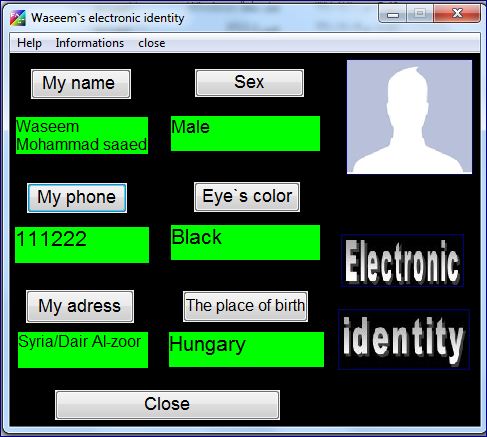 Waseem`s electronic identity
Help Informations close
My name
Sex
Waseem
Mohammad saaed
Male
My phone
Eye`s color
111222
Black
Electronic
My adress
The place of birth
identity
Syria/Dair Al-zoor
Hungary
Close